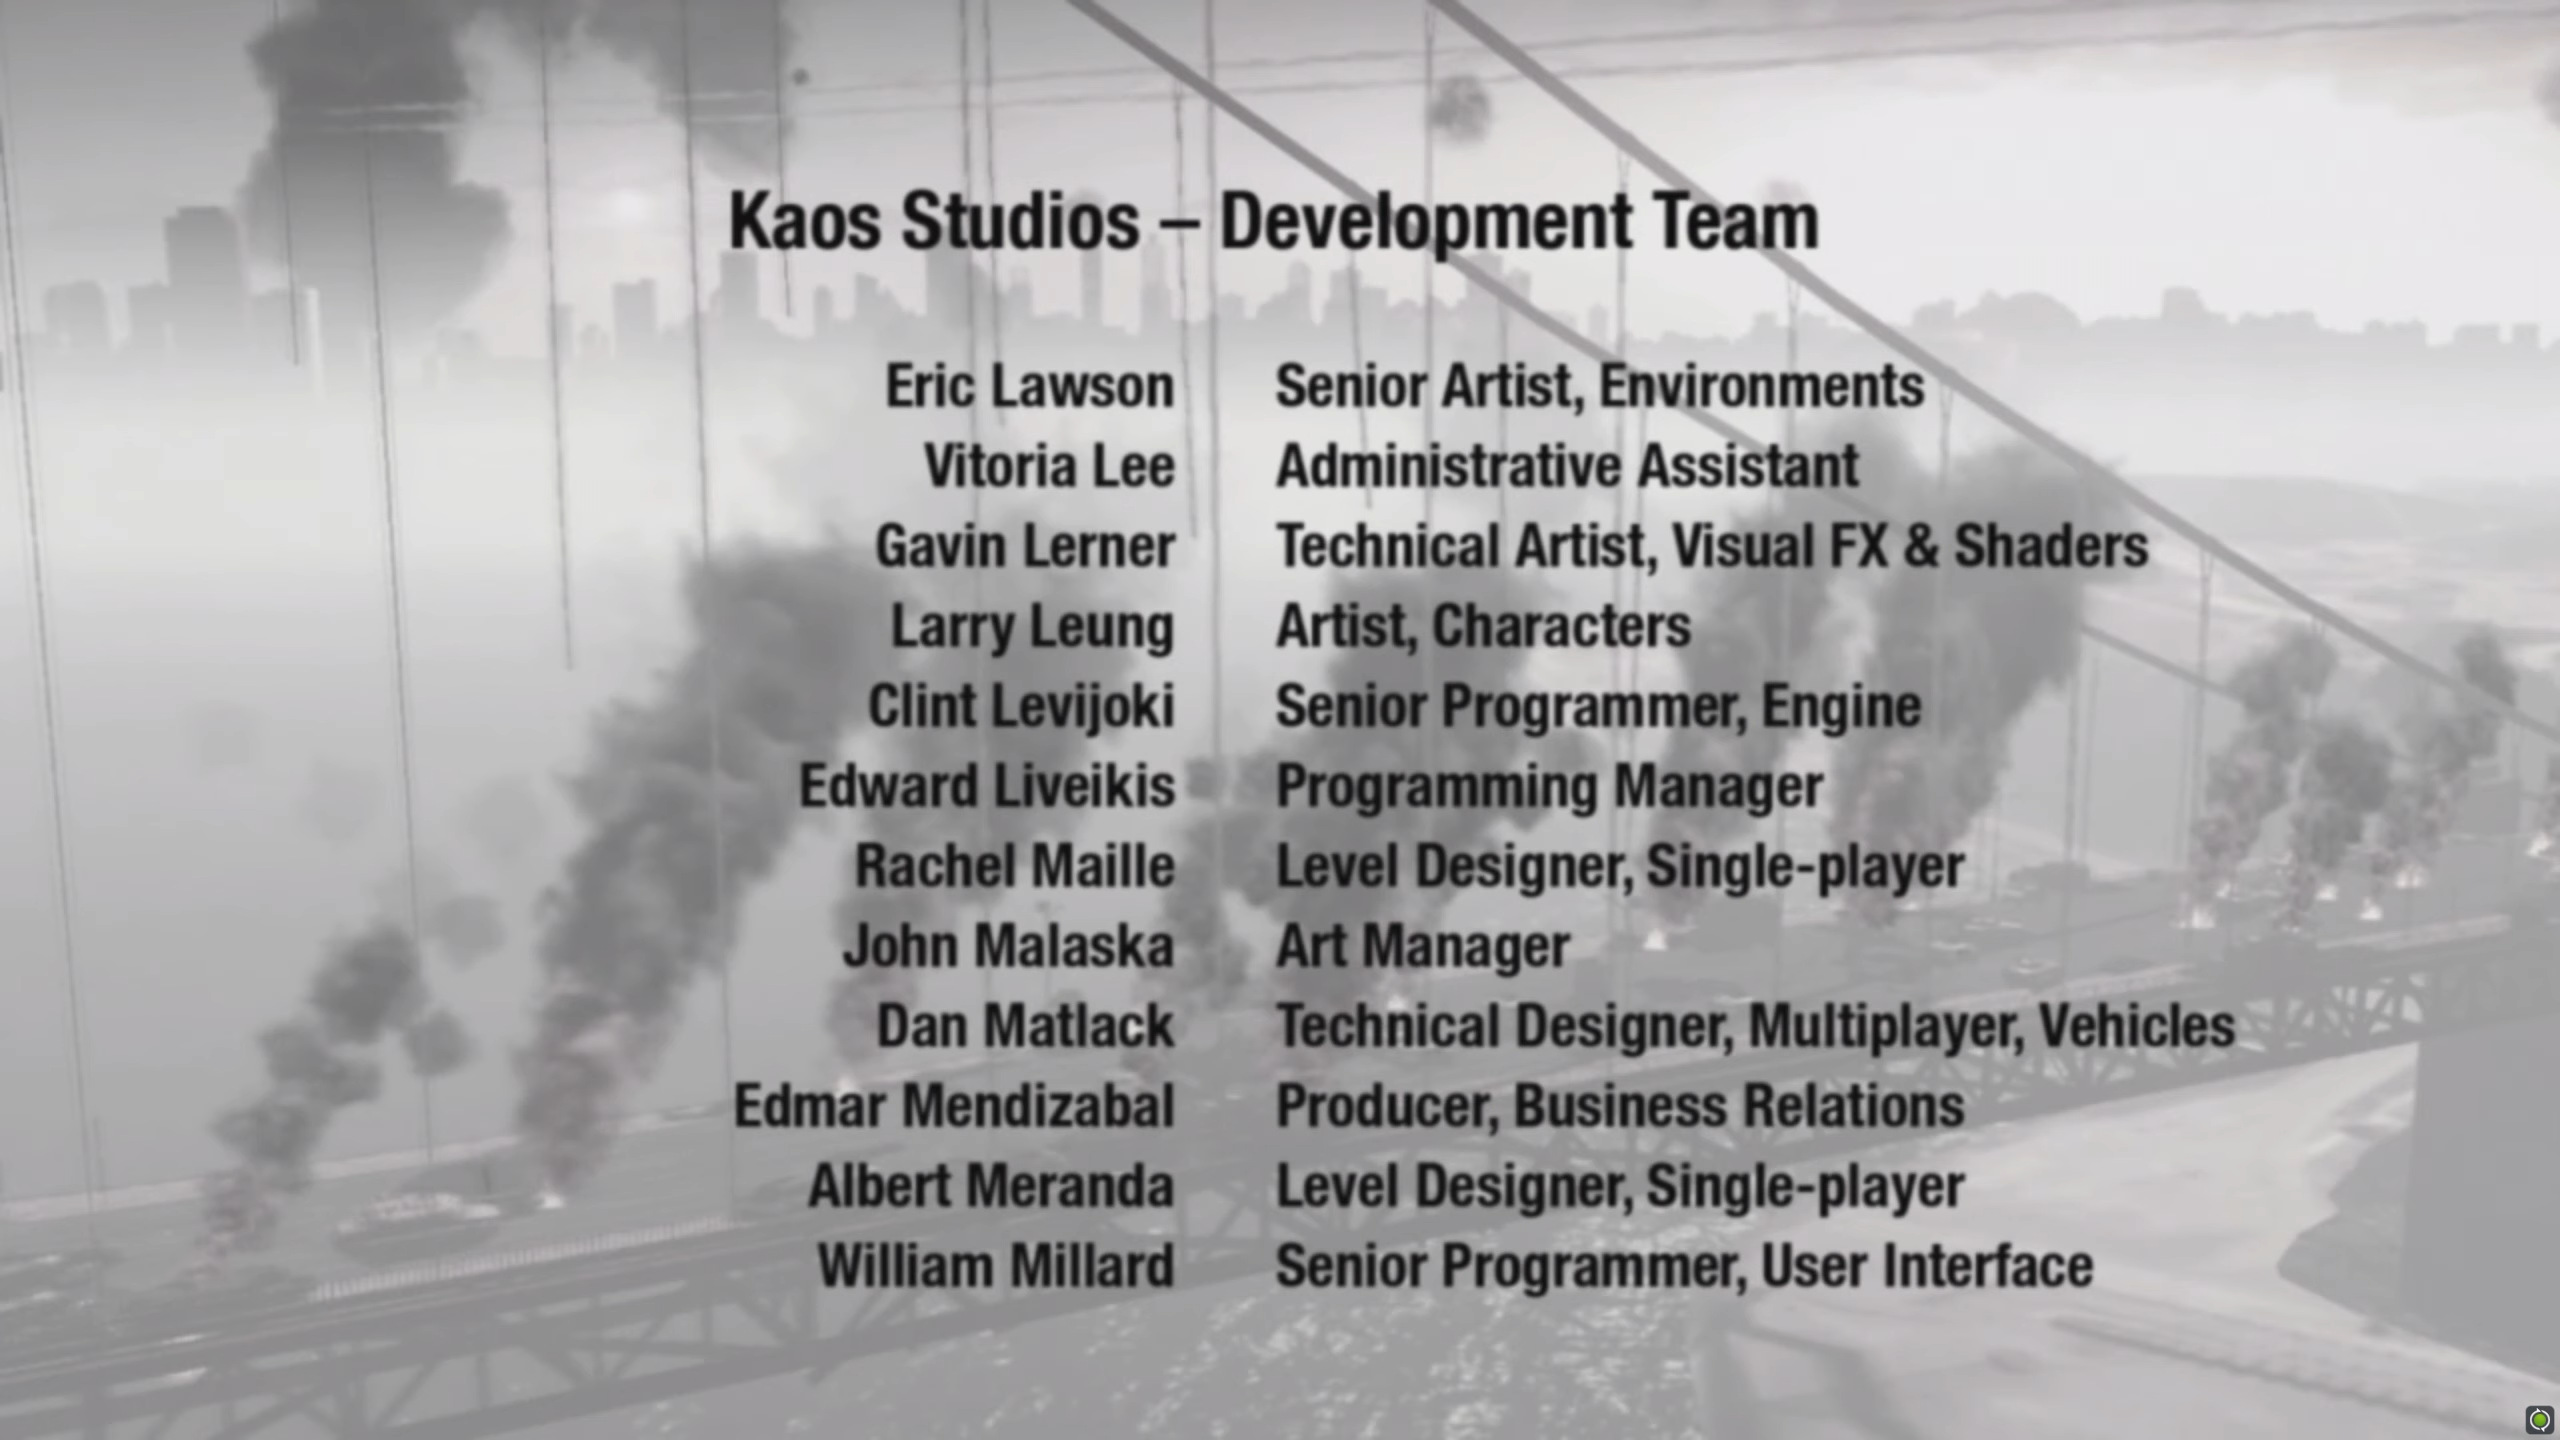 Kaos Studios – Development Team
Eric Lawson Senior Artist, Environments
Vitoria Lee Administrative Assistant
Gavin Lerner Technical Artist, Visual FX & Shaders
Larry Leung Artist, Characters
Clint Levijoki Senior Programmer, Engine
Edward Liveikis Programming Manager
Rachel Maille Level Designer, Single-player
John Malaska Art Manager
Dan Matlack Technical Designer, Multiplayer, Vehicles
Edmar Mendizabal Producer, Business Relations
Albert Meranda Level Designer, Single-player
William Millard Senior Programmer, User Interface